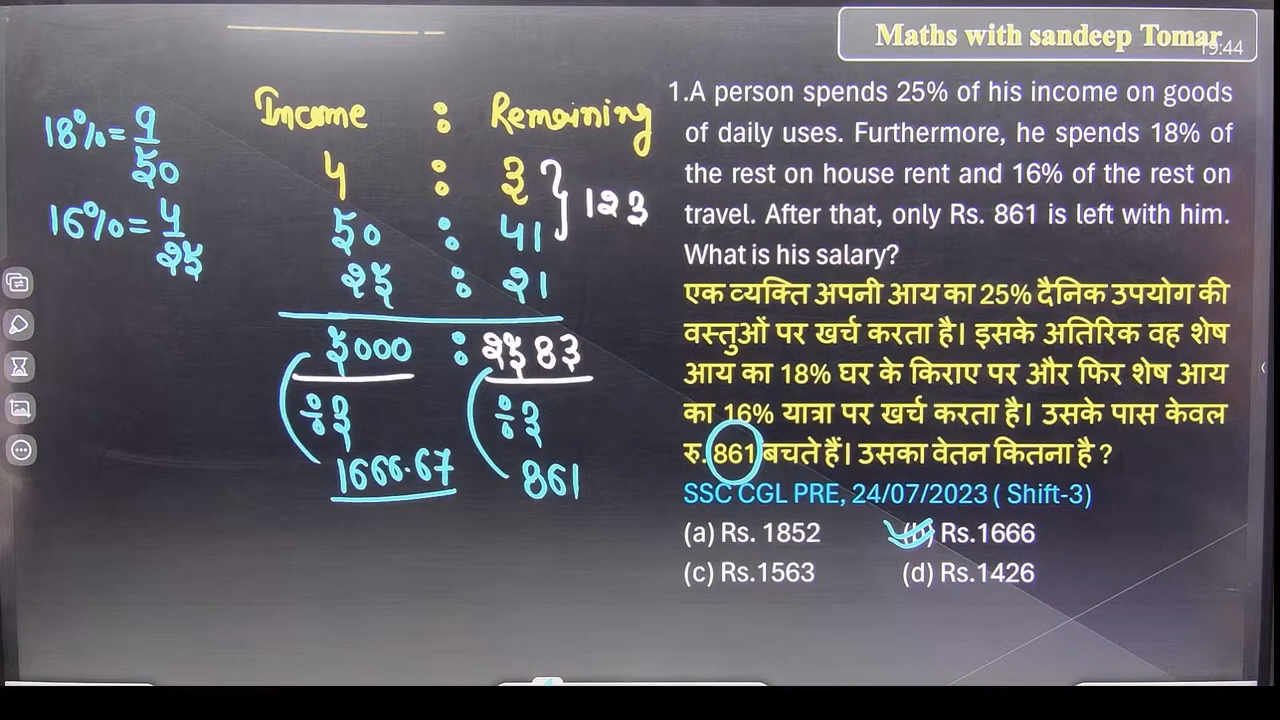 Maths with sandeep Tomar
19:44
18% = 9/50
16% = 4/25
Income : Remaining
4 : 3
50 : 41
123
25 : 21
5000 : 2583
÷3 ÷3
1666.67 861
1.A person spends 25% of his income on goods
of daily uses. Furthermore, he spends 18% of
the rest on house rent and 16% of the rest on
travel. After that, only Rs. 861 is left with him.
What is his salary?
एक व्यक्ति अपनी आय का 25% दैनिक उपयोग की
वस्तुओं पर खर्च करता है। इसके अतिरिक वह शेष
आय का 18% घर के किराए पर और फिर शेष आय
का 16% यात्रा पर खर्च करता है। उसके पास केवल
रु. 861 बचते हैं। उसका वेतन कितना है ?
SSC CGL PRE, 24/07/2023 ( Shift-3)
(a) Rs. 1852 (b) Rs.1666
(c) Rs.1563 (d) Rs.1426